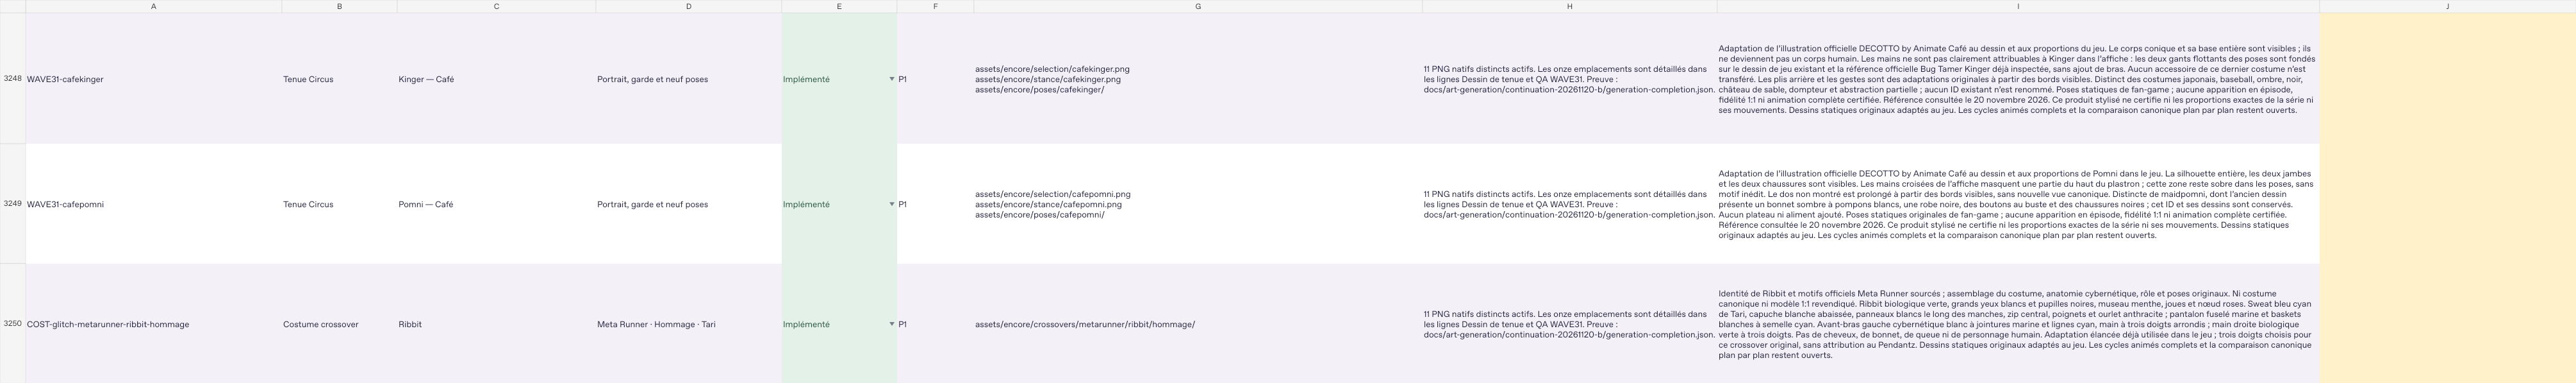 A B C D E F G H I J
3248 WAVE31-cafekinger Tenue Circus Kinger — Café Portrait, garde et neuf poses Implémenté P1
assets/encore/selection/cafekinger.png
assets/encore/stance/cafekinger.png
assets/encore/poses/cafekinger/
11 PNG natifs distincts actifs. Les onze emplacements sont détaillés dans
les lignes Dessin de tenue et QA WAVE31. Preuve :
docs/art-generation/continuation-20261120-b/generation-completion.json.
Adaptation de l’illustration officielle DECOTTO by Animate Café au dessin et aux proportions du jeu. Le corps conique et sa base entière sont visibles ; ils
ne deviennent pas un corps humain. Les mains ne sont pas clairement attribuables à Kinger dans l’affiche : les deux gants flottants des poses sont fondés
sur le dessin de jeu existant et la référence officielle Bug Tamer Kinger déjà inspectée, sans ajout de bras. Aucun accessoire de ce dernier costume n’est
transféré. Les plis arrière et les gestes sont des adaptations originales à partir des bords visibles. Distinct des costumes japonais, baseball, ombre, noir,
château de sable, dompteur et abstraction partielle ; aucun ID existant n’est renommé. Poses statiques de fan-game ; aucune apparition en épisode,
fidélité 1:1 ni animation complète certifiée. Référence consultée le 20 novembre 2026. Ce produit stylisé ne certifie ni les proportions exactes de la série ni
ses mouvements. Dessins statiques originaux adaptés au jeu. Les cycles animés complets et la comparaison canonique plan par plan restent ouverts.
3249 WAVE31-cafepomni Tenue Circus Pomni — Café Portrait, garde et neuf poses Implémenté P1
assets/encore/selection/cafepomni.png
assets/encore/stance/cafepomni.png
assets/encore/poses/cafepomni/
11 PNG natifs distincts actifs. Les onze emplacements sont détaillés dans
les lignes Dessin de tenue et QA WAVE31. Preuve :
docs/art-generation/continuation-20261120-b/generation-completion.json.
Adaptation de l’illustration officielle DECOTTO by Animate Café au dessin et aux proportions de Pomni dans le jeu. La silhouette entière, les deux jambes
et les deux chaussures sont visibles. Les mains croisées de l’affiche masquent une partie du haut du plastron ; cette zone reste sobre dans les poses, sans
motif inédit. Le dos non montré est prolongé à partir des bords visibles, sans nouvelle vue canonique. Distincte de maidpomni, dont l’ancien dessin
présente un bonnet sombre à pompons blancs, une robe noire, des boutons au buste et des chaussures noires ; cet ID et ses dessins sont conservés.
Aucun plateau ni aliment ajouté. Poses statiques originales de fan-game ; aucune apparition en épisode, fidélité 1:1 ni animation complète certifiée.
Référence consultée le 20 novembre 2026. Ce produit stylisé ne certifie ni les proportions exactes de la série ni ses mouvements. Dessins statiques
originaux adaptés au jeu. Les cycles animés complets et la comparaison canonique plan par plan restent ouverts.
3250 COST-glitch-metarunner-ribbit-hommage Costume crossover Ribbit Meta Runner · Hommage · Tari Implémenté P1
assets/encore/crossovers/metarunner/ribbit/hommage/
11 PNG natifs distincts actifs. Les onze emplacements sont détaillés dans
les lignes Dessin de tenue et QA WAVE31. Preuve :
docs/art-generation/continuation-20261120-b/generation-completion.json.
Identité de Ribbit et motifs officiels Meta Runner sourcés ; assemblage du costume, anatomie cybernétique, rôle et poses originaux. Ni costume
canonique ni modèle 1:1 revendiqué. Ribbit biologique verte, grands yeux blancs et pupilles noires, museau menthe, joues et nœud roses. Sweat bleu cyan
de Tari, capuche blanche abaissée, panneaux blancs le long des manches, zip central, poignets et ourlet anthracite ; pantalon fuselé marine et baskets
blanches à semelle cyan. Avant-bras gauche cybernétique blanc à jointures marine et lignes cyan, main à trois doigts arrondis ; main droite biologique
verte à trois doigts. Pas de cheveux, de bonnet, de queue ni de personnage humain. Adaptation élancée déjà utilisée dans le jeu ; trois doigts choisis pour
ce crossover original, sans attribution au Pendantz. Dessins statiques originaux adaptés au jeu. Les cycles animés complets et la comparaison canonique
plan par plan restent ouverts.